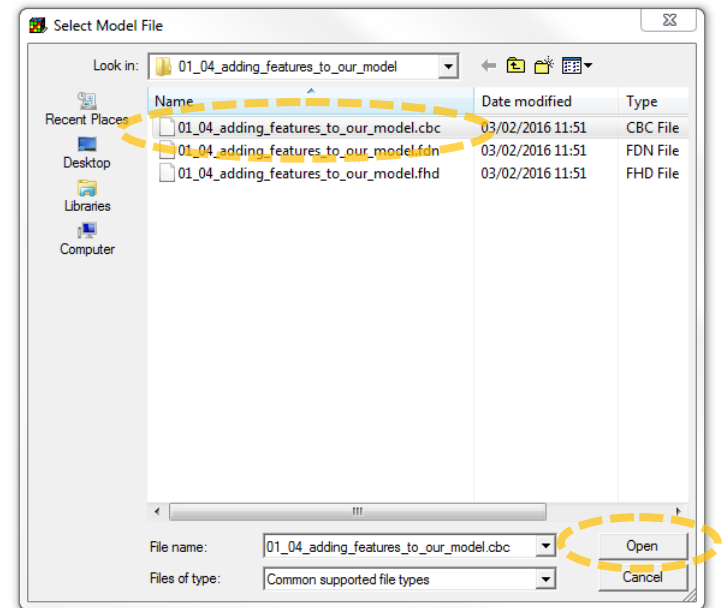 Select Model File
Look in: 01_04_adding_features_to_our_model
Name Date modified Type
Recent Places
01_04_adding_features_to_our_model.cbc 03/02/2016 11:51 CBC File
01_04_adding_features_to_our_model.fdn 03/02/2016 11:51 FDN File
01_04_adding_features_to_our_model.fhd 03/02/2016 11:51 FHD File
Desktop
Libraries
Computer
File name: 01_04_adding_features_to_our_model.cbc Open
Files of type: Common supported file types Cancel